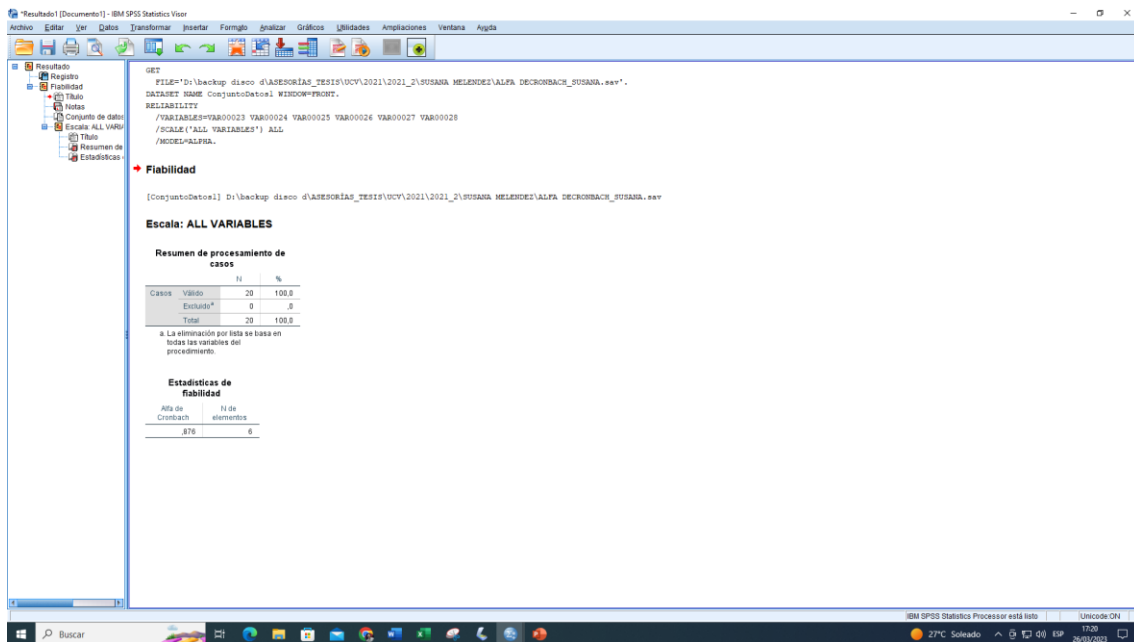 *Resultado1 [Documento1] - IBM SPSS Statistics Visor
Archivo Editar Ver Datos Transformar Insertar Formato Analizar Gráficos Utilidades Ampliaciones Ventana Ayuda
Resultado
Registro
Fiabilidad
Título
Notas
Conjunto de datos
Escala: ALL VARIA
Título
Resumen de
Estadísticas
GET
FILE='D:\backup disco d\ASESORÍAS_TESIS\UCV\2021\2021_2\SUSANA MELENDEZ\ALFA DECRONBACH_SUSANA.sav'.
DATASET NAME ConjuntoDatos1 WINDOW=FRONT.
RELIABILITY
/VARIABLES=VAR00023 VAR00024 VAR00025 VAR00026 VAR00027 VAR00028
/SCALE('ALL VARIABLES') ALL
/MODEL=ALPHA.
Fiabilidad
[ConjuntoDatos1] D:\backup disco d\ASESORÍAS_TESIS\UCV\2021\2021_2\SUSANA MELENDEZ\ALFA DECRONBACH_SUSANA.sav
Escala: ALL VARIABLES
Resumen de procesamiento de
casos
N %
Casos Válido 20 100,0
Excluido a 0 ,0
Total 20 100,0
a. La eliminación por lista se basa en
todas las variables del
procedimiento.
Estadísticas de
fiabilidad
Alfa de N de
Cronbach elementos
,876 6
IBM SPSS Statistics Processor está listo Unicode:ON
Buscar
27°C Soleado ESP 17:20
26/03/2023